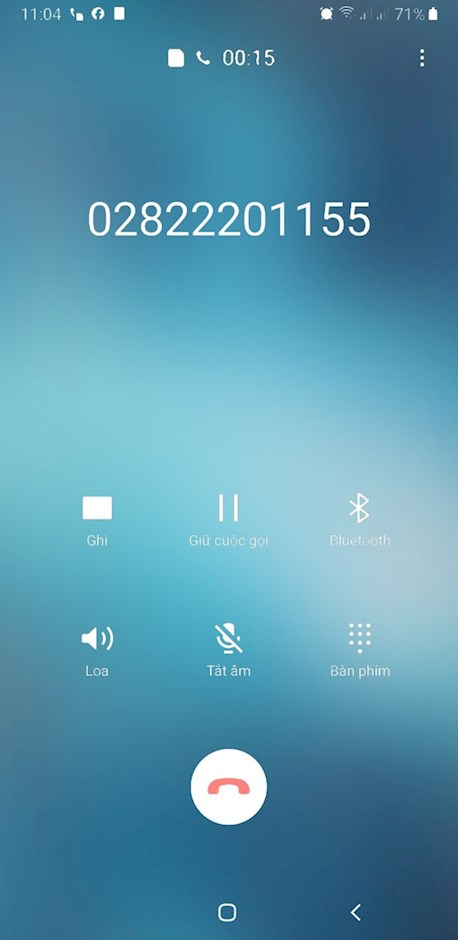 11:04 71%
00:15
02822201155
Ghi Giữ cuộc gọi Bluetooth
Loa Tắt âm Bàn phím